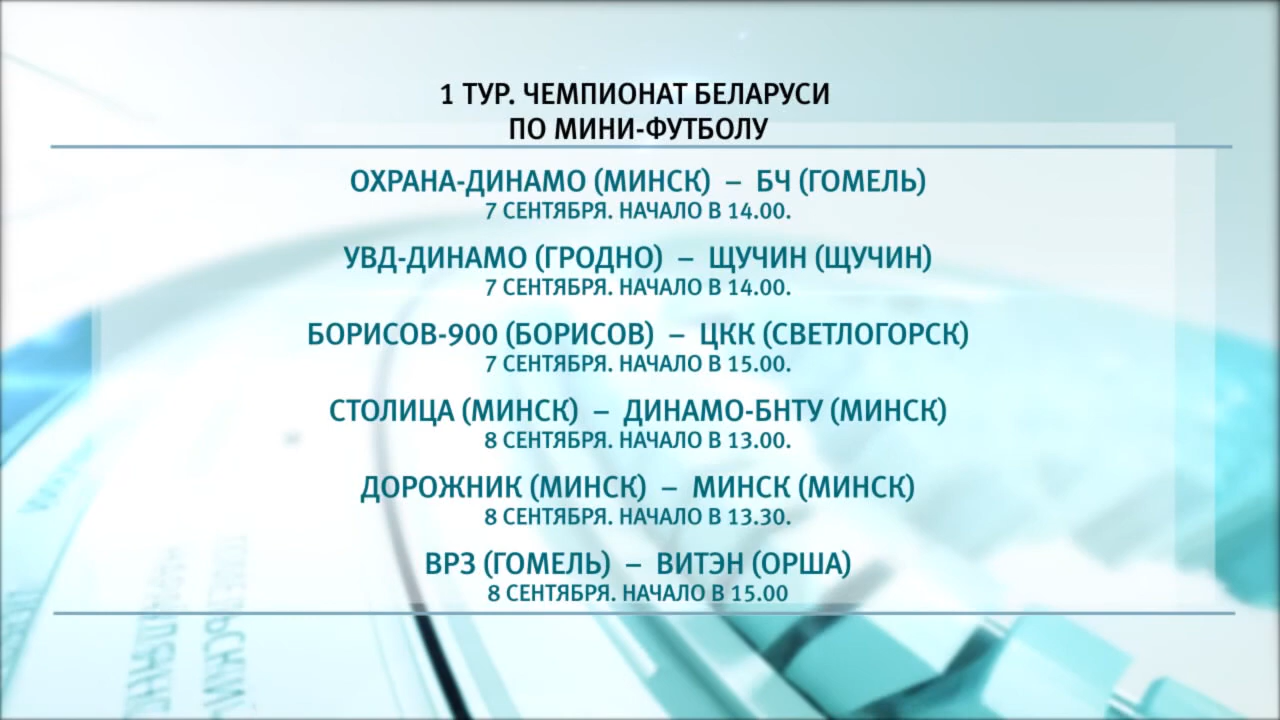 1 ТУР. ЧЕМПИОНАТ БЕЛАРУСИ
ПО МИНИ-ФУТБОЛУ
ОХРАНА-ДИНАМО (МИНСК) – БЧ (ГОМЕЛЬ)
7 СЕНТЯБРЯ. НАЧАЛО В 14.00.
УВД-ДИНАМО (ГРОДНО) – ЩУЧИН (ЩУЧИН)
7 СЕНТЯБРЯ. НАЧАЛО В 14.00.
БОРИСОВ-900 (БОРИСОВ) – ЦКК (СВЕТЛОГОРСК)
7 СЕНТЯБРЯ. НАЧАЛО В 15.00.
СТОЛИЦА (МИНСК) – ДИНАМО-БНТУ (МИНСК)
8 СЕНТЯБРЯ. НАЧАЛО В 13.00.
ДОРОЖНИК (МИНСК) – МИНСК (МИНСК)
8 СЕНТЯБРЯ. НАЧАЛО В 13.30.
ВРЗ (ГОМЕЛЬ) – ВИТЭН (ОРША)
8 СЕНТЯБРЯ. НАЧАЛО В 15.00